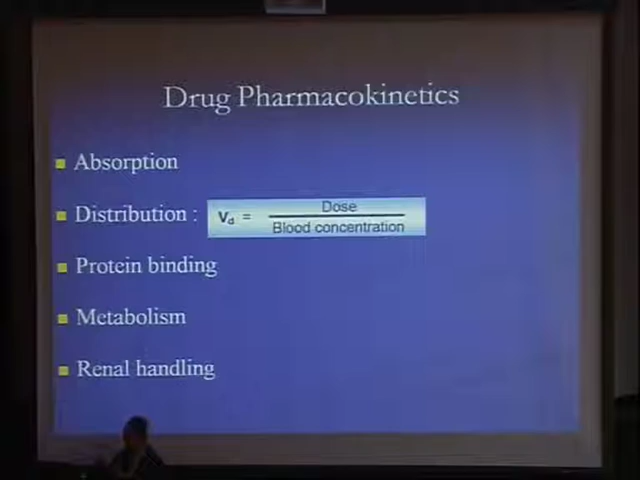 Drug Pharmacokinetics
Absorption
Distribution : Vd = Dose
Blood concentration
Protein binding
Metabolism
Renal handling